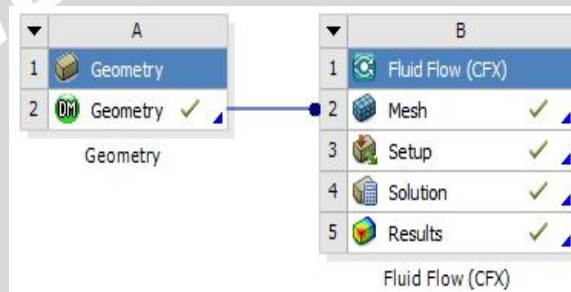 A
1 Geometry
2 DM Geometry
Geometry
B
1 Fluid Flow (CFX)
2 Mesh
3 Setup
4 Solution
5 Results
Fluid Flow (CFX)